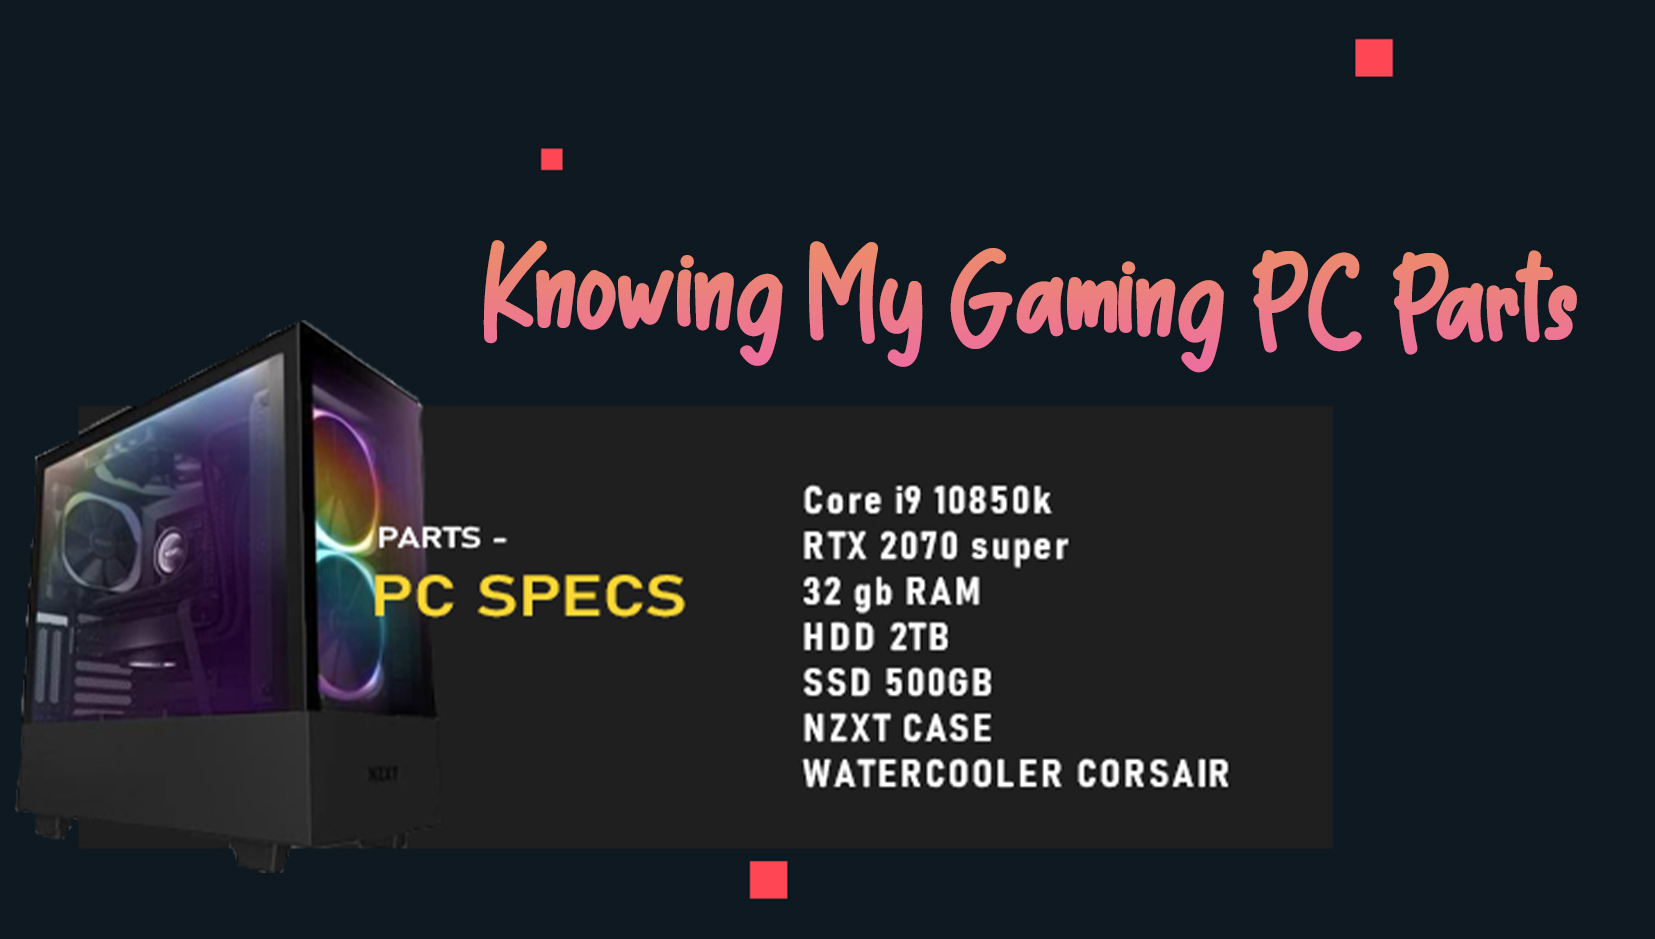 Knowing My Gaming PC Parts
PARTS -
PC SPECS
Core i9 10850k
RTX 2070 super
32 gb RAM
HDD 2TB
SSD 500GB
NZXT CASE
WATERCOOLER CORSAIR
NZXT